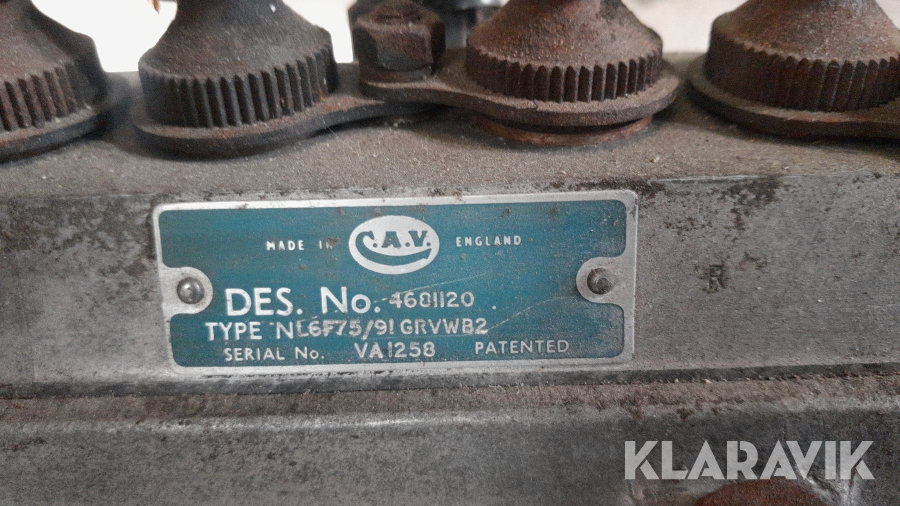 MADE IN C.A.V. ENGLAND
DES. No. 4681120
TYPE NL6F75/91 GRVWB2
SERIAL No. VA1258 PATENTED
KLARAVIK